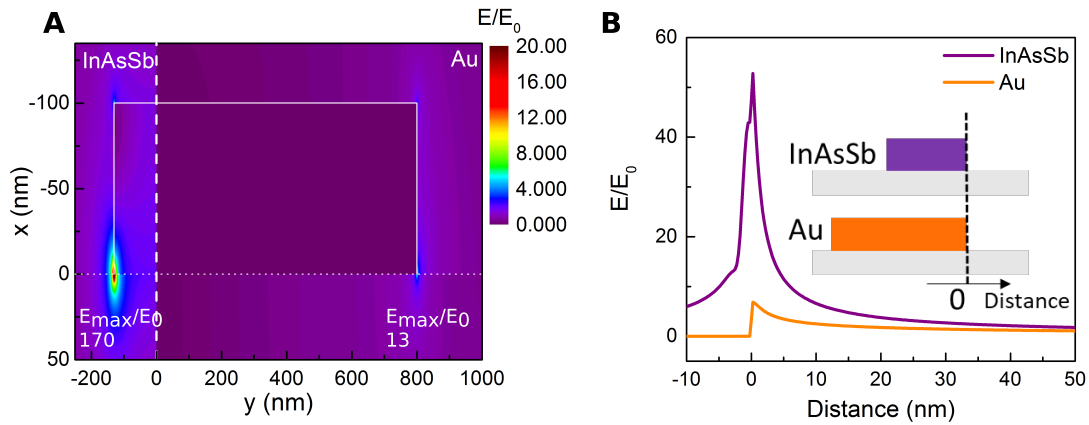 A
E/E0
InAsSb
Au
20.00
16.00
12.00
8.000
4.000
0.000
-100
-50
0
50
x (nm)
Emax/E0
170
Emax/E0
13
-200
0
200
400
600
800
1000
y (nm)
B
60
40
20
0
E/E0
InAsSb
Au
InAsSb
Au
0
Distance
-10
0
10
20
30
40
50
Distance (nm)